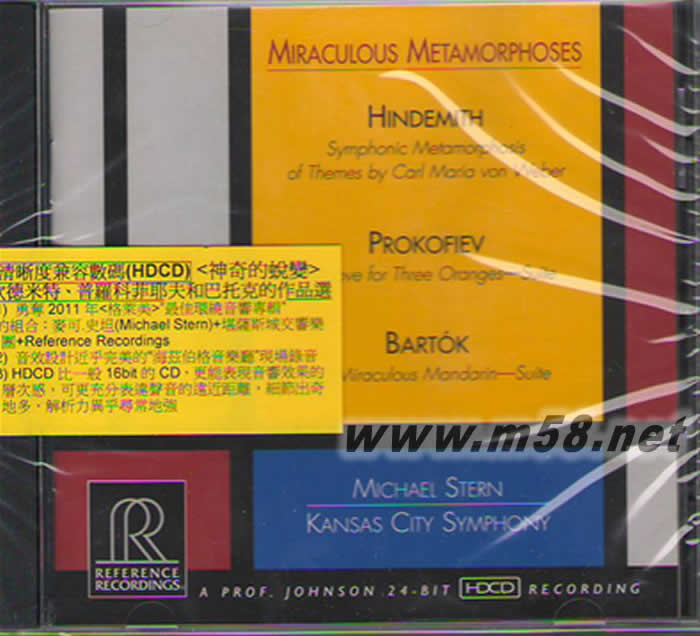 MIRACULOUS METAMORPHOSES
HINDEMITH
Symphonic Metamorphosis
of Themes by Carl Maria von Weber
PROKOFIEV
ove for Three Oranges—Suite
BARTÓK
Miraculous Mandarin—Suite
清晰度兼容數碼(HDCD) <神奇的蛻變>
欣德米特、普羅科菲耶夫和巴托克的作品選
1) 勇奪 2011 年<格萊美>"最佳環繞音響專輯"
的組合：麥可.史坦(Michael Stern)+堪薩斯城交響樂
團+Reference Recordings
2) 音效設計近乎完美的"海茲伯格音樂廳"現場錄音
3) HDCD 比一般 16bit 的 CD，更能表現音響效果的
層次感，可更充分表達聲音的遠近距離，細節出奇
地多，解析力異乎尋常地強
www.m58.net
MICHAEL STERN
KANSAS CITY SYMPHONY
R
REFERENCE
RECORDINGS
A PROF. JOHNSON 24-BIT HDCD RECORDING